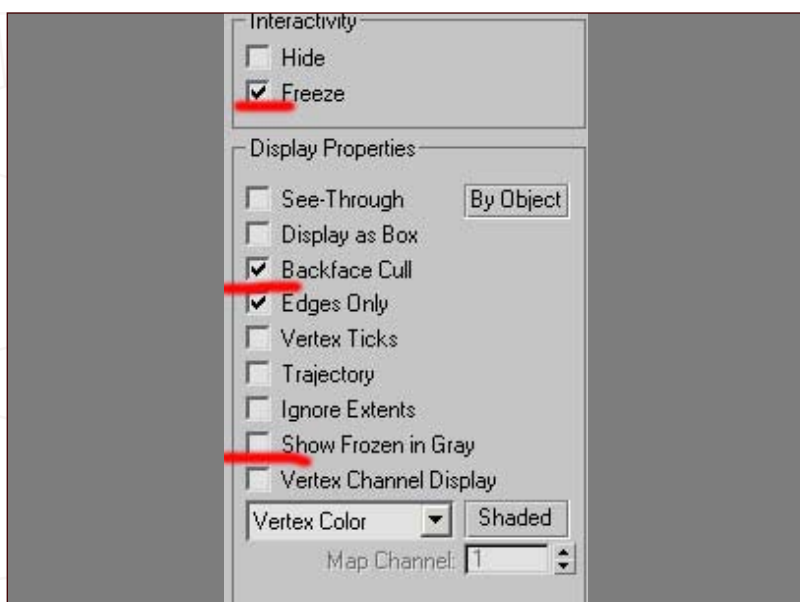 Interactivity
Hide
Freeze
Display Properties
See-Through By Object
Display as Box
Backface Cull
Edges Only
Vertex Ticks
Trajectory
Ignore Extents
Show Frozen in Gray
Vertex Channel Display
Vertex Color Shaded
Map Channel: 1